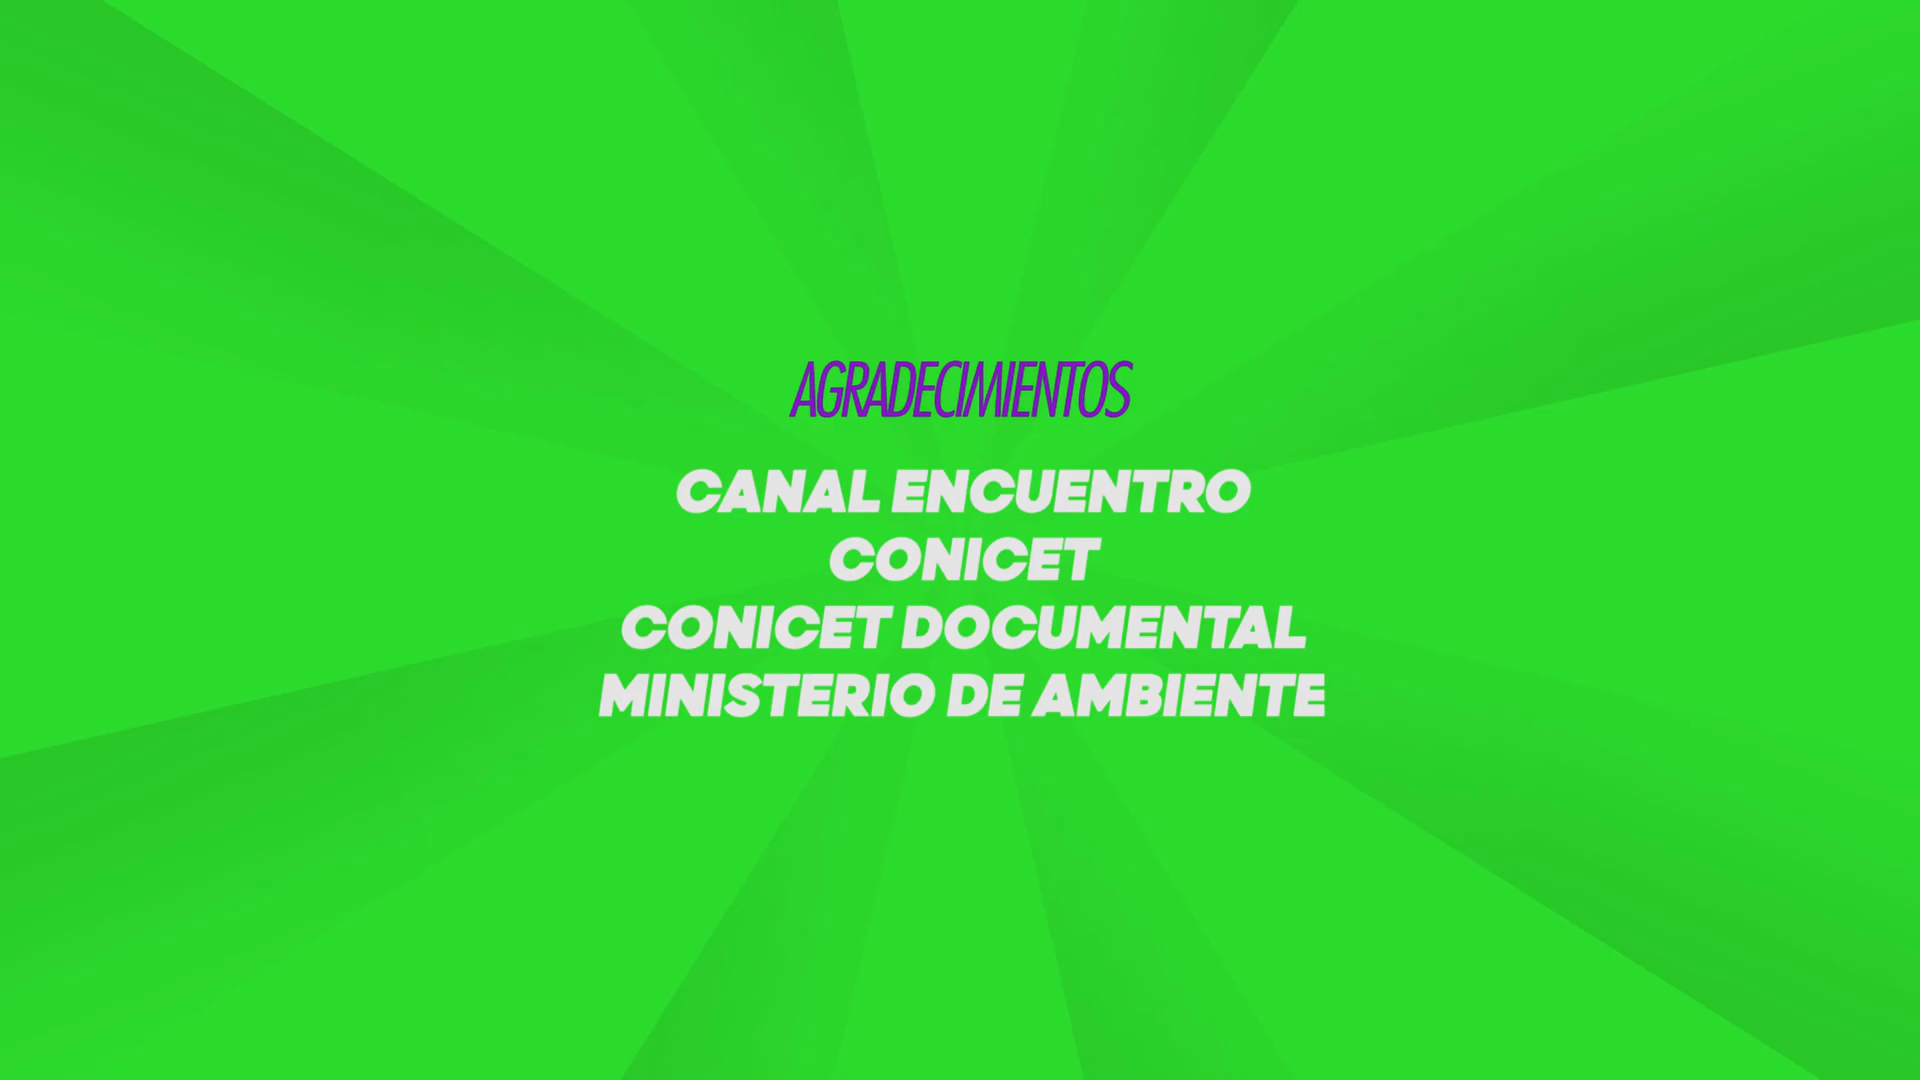 AGRADECIMIENTOS
CANAL ENCUENTRO
CONICET
CONICET DOCUMENTAL
MINISTERIO DE AMBIENTE